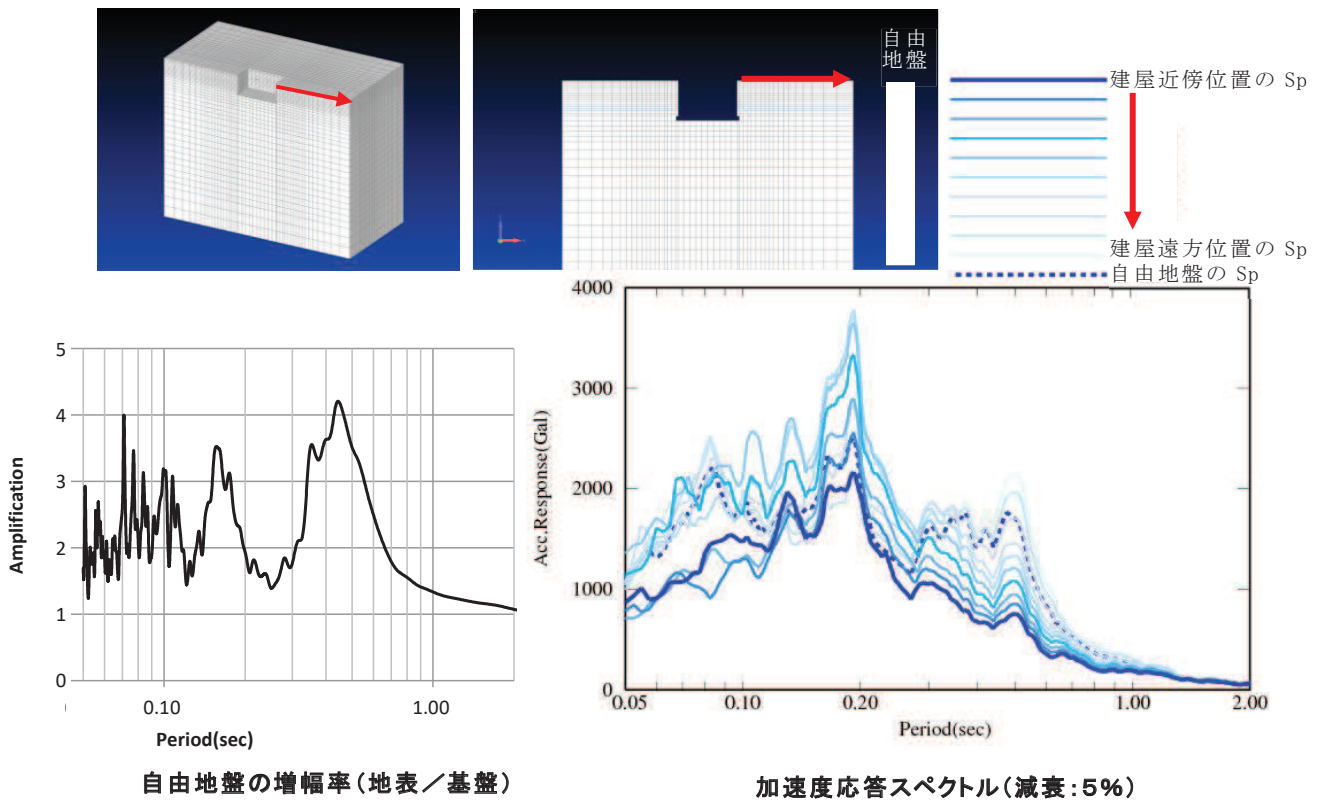 自由
地盤
建屋近傍位置の Sp
建屋遠方位置の Sp
自由地盤の Sp
5
4
3
2
1
0
Amplification
0.10
1.00
Period(sec)
自由地盤の増幅率(地表/基盤)
4000
3000
2000
1000
0
Acc.Response(Gal)
0.05
0.10
0.20
1.00
2.00
Period(sec)
加速度応答スペクトル(減衰:5%)